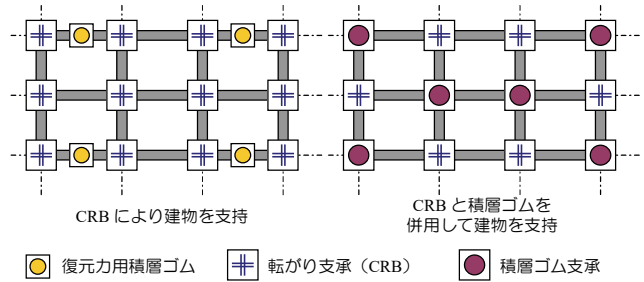 CRB により建物を支持
CRB と積層ゴムを
併用して建物を支持
復元力用積層ゴム
転がり支承（CRB）
積層ゴム支承